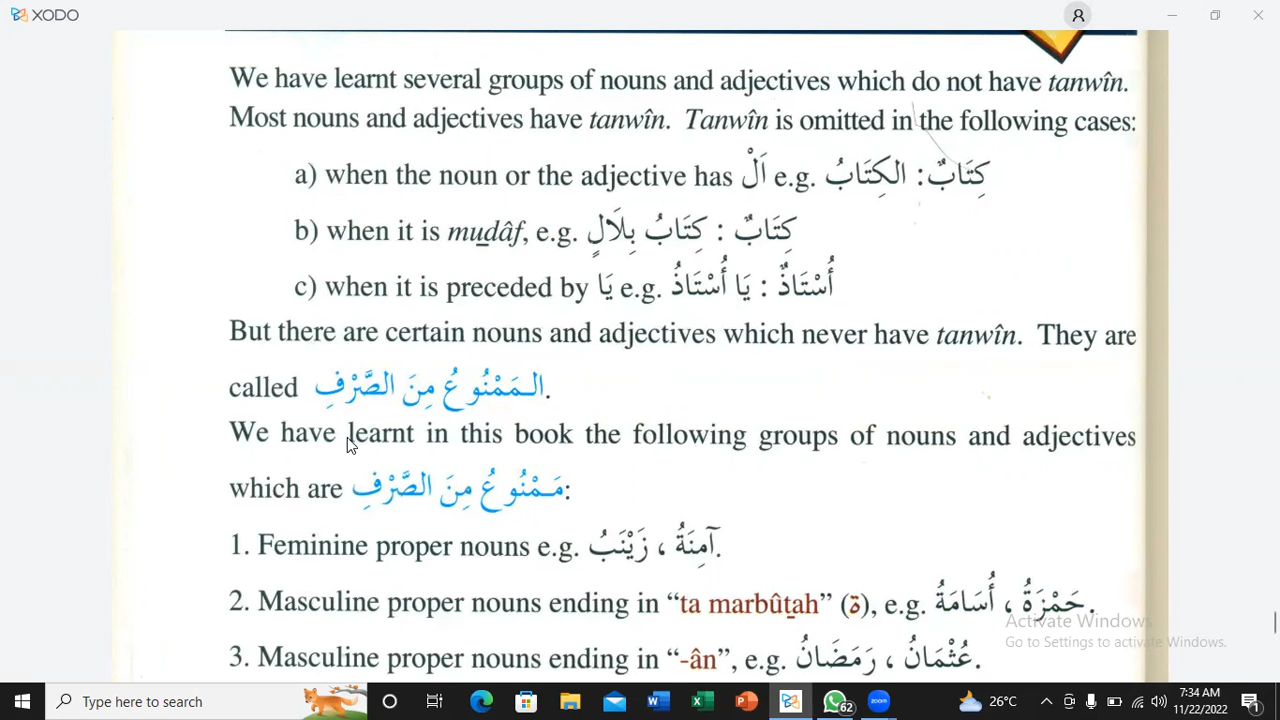 XODO
We have learnt several groups of nouns and adjectives which do not have tanwîn.
Most nouns and adjectives have tanwîn. Tanwîn is omitted in the following cases:
a) when the noun or the adjective has اَلْ e.g. كِتَابٌ : الكِتَابُ
b) when it is mudâf, e.g. كِتَابٌ : كِتَابُ بِلَالٍ
c) when it is preceded by يَا e.g. أُسْتَاذٌ : يَا أُسْتَاذُ
But there are certain nouns and adjectives which never have tanwîn. They are
called المَمْنُوعُ مِنَ الصَّرْفِ.
We have learnt in this book the following groups of nouns and adjectives
which are مَمْنُوعُ مِنَ الصَّرْفِ:
1. Feminine proper nouns e.g. آمِنَةُ ، زَيْنَبُ.
2. Masculine proper nouns ending in “ta marbûtah” (ة), e.g. حَمْزَةُ ، أُسَامَةُ.
3. Masculine proper nouns ending in “-ân”, e.g. عُثْمَانُ ، رَمَضَانُ.
Activate Windows
Go to Settings to activate Windows.
Type here to search
62
26°C
7:34 AM
11/22/2022
1